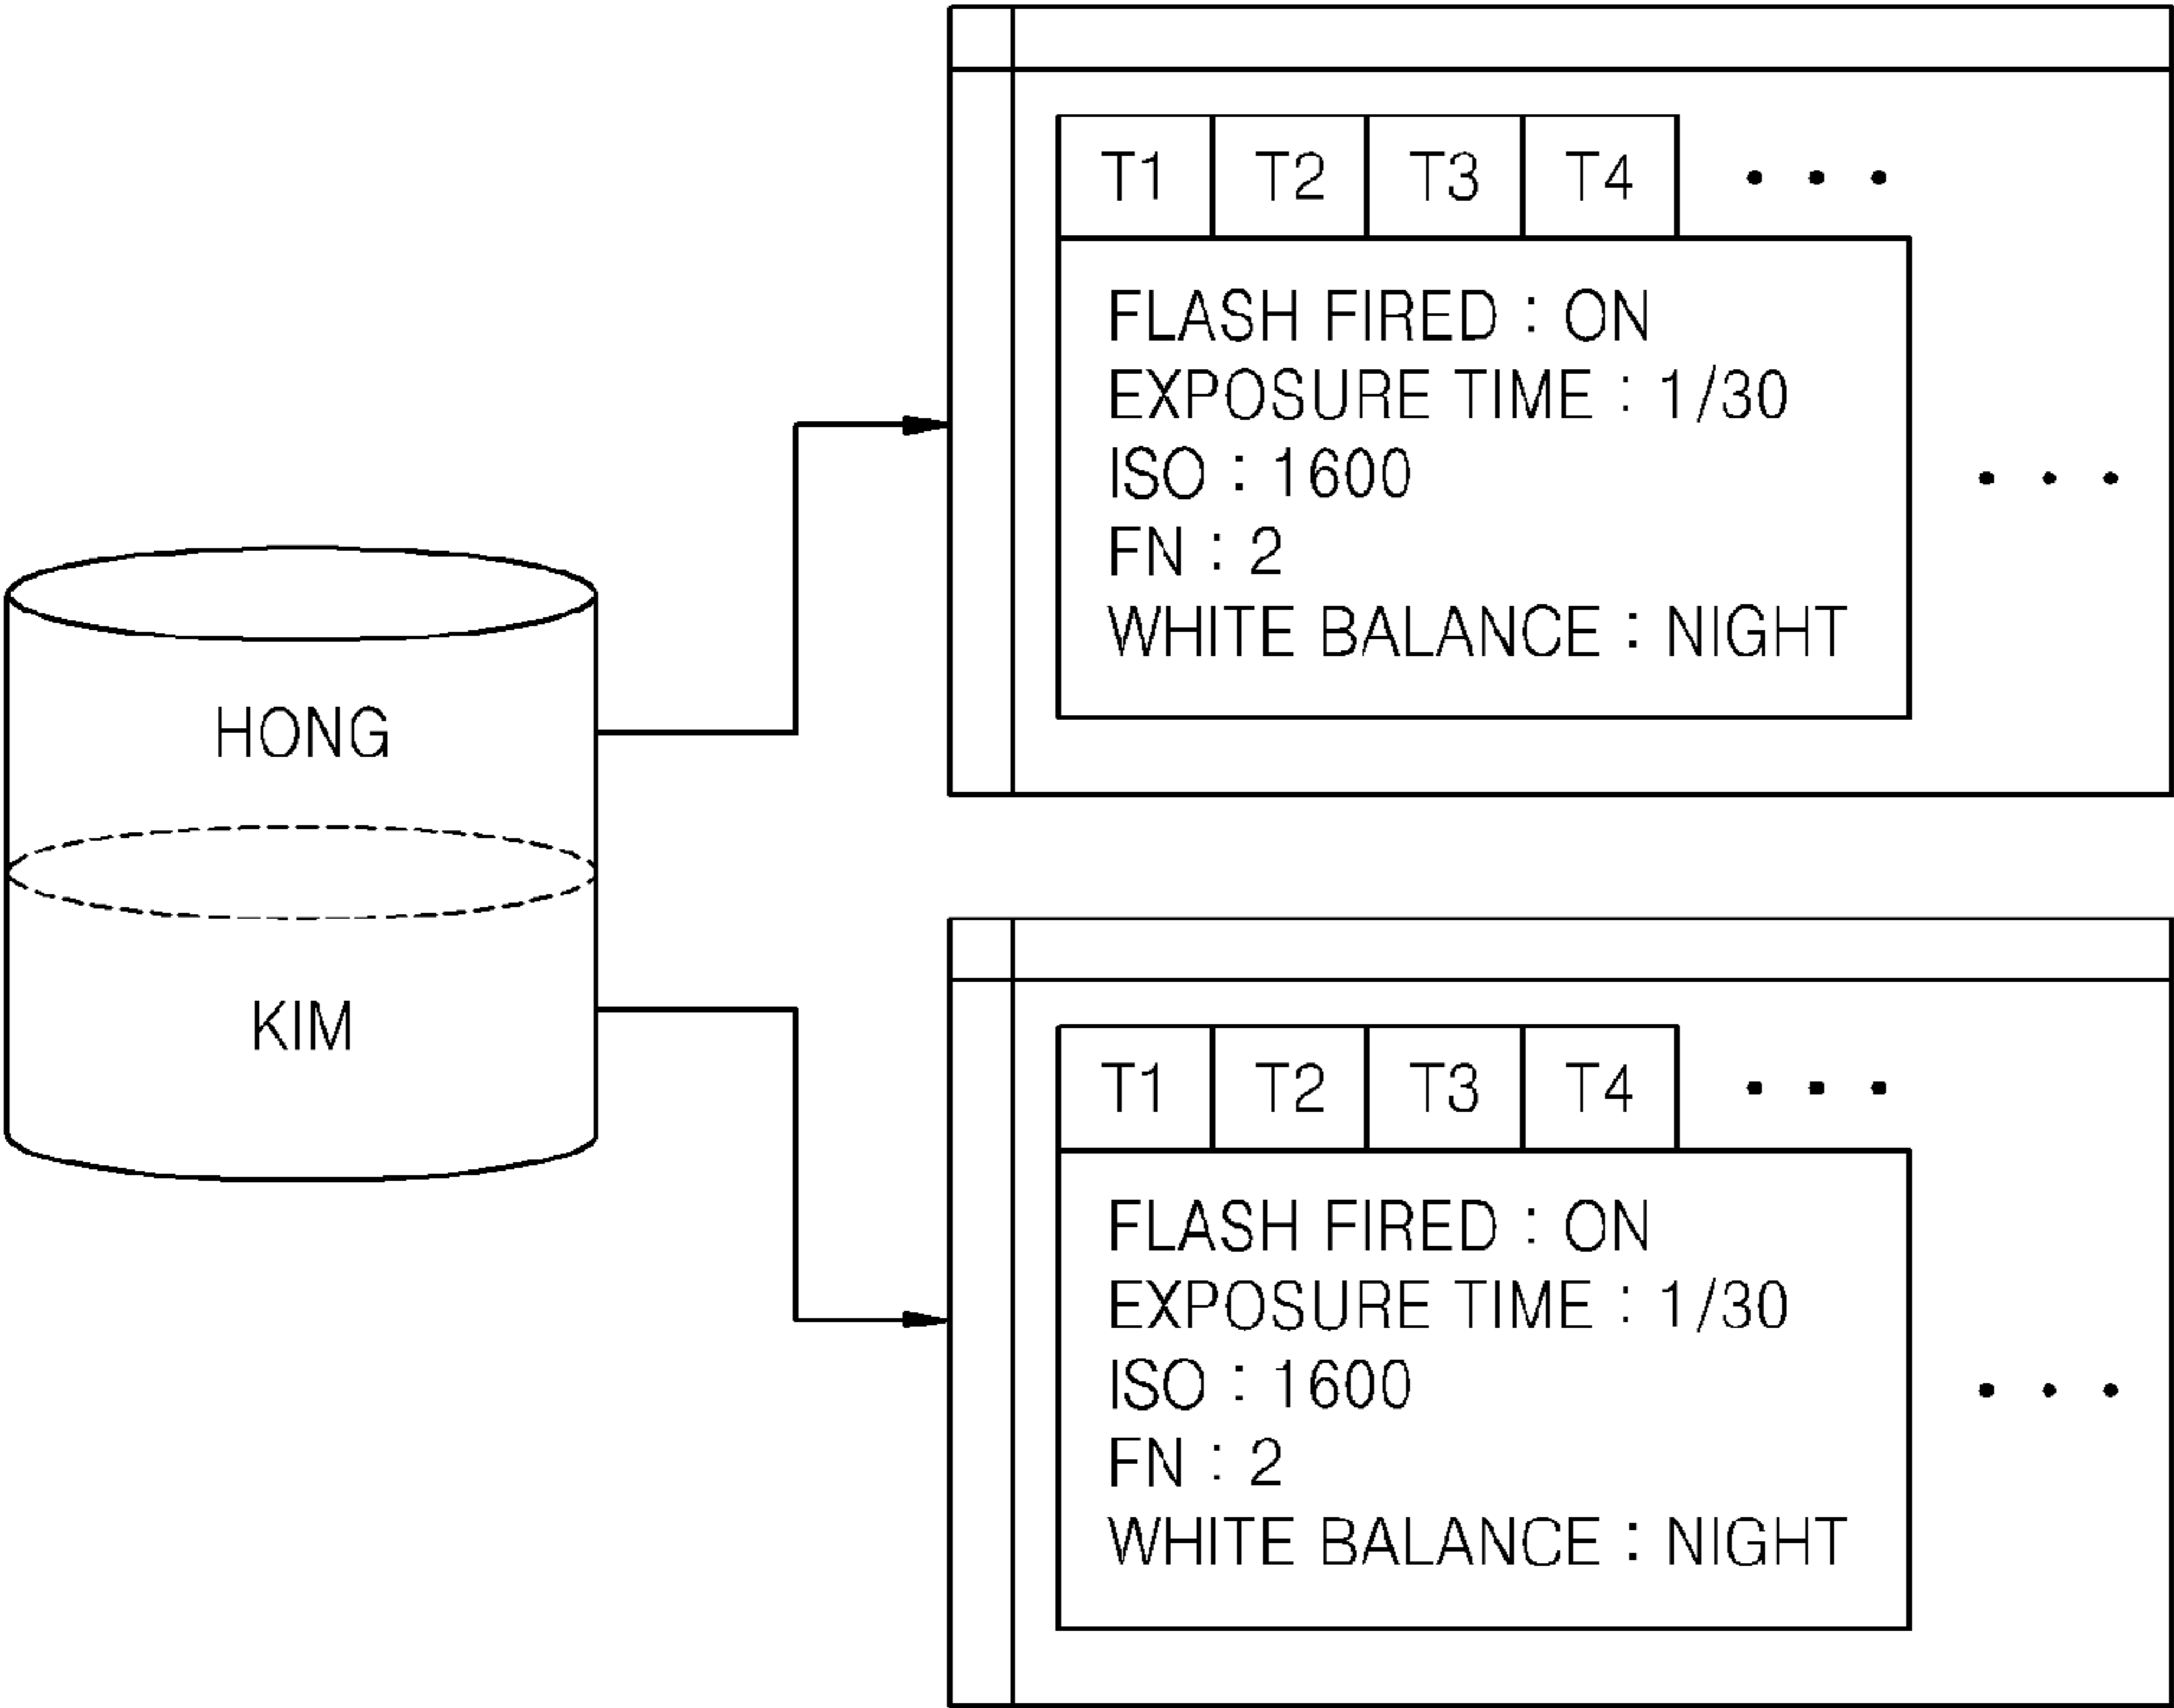 T1 T2 T3 T4 • • •
FLASH FIRED : ON
EXPOSURE TIME : 1/30
ISO : 1600
FN : 2
WHITE BALANCE : NIGHT
• • •
HONG
KIM
T1 T2 T3 T4 • • •
FLASH FIRED : ON
EXPOSURE TIME : 1/30
ISO : 1600
FN : 2
WHITE BALANCE : NIGHT
• • •